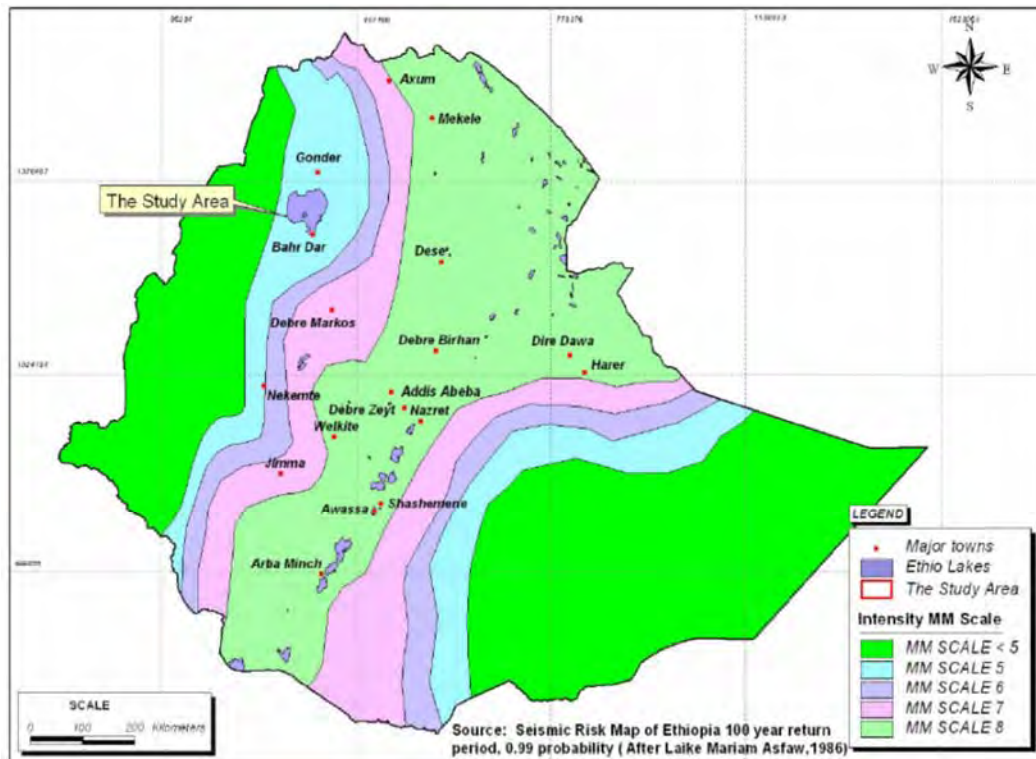 N
W E
S
Axum
Mekele
Gonder
The Study Area
Bahr Dar
Dese
Debre Markos
Debre Birhan
Dire Dawa
Harer
Nekemte
Addis Abeba
Debre Zeyt
Nazret
Welkite
Jimma
Shashemene
Awassa
Arba Minch
LEGEND
Major towns
Ethio Lakes
The Study Area
Intensity MM Scale
MM SCALE < 5
MM SCALE 5
MM SCALE 6
MM SCALE 7
MM SCALE 8
SCALE
0 100 200 Kilometers
Source: Seismic Risk Map of Ethiopia 100 year return
period, 0.99 probability ( After Laike Mariam Asfaw,1986)